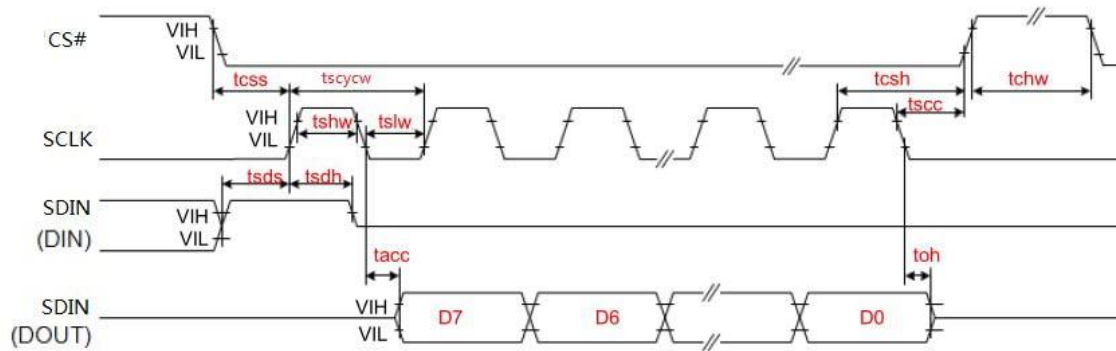 CS#
VIH
VIL
tcss
tscycw
tcsh
tchw
tscc
SCLK
VIH
VIL
tshw
tslw
tsds
tsdh
SDIN
(DIN)
VIH
VIL
tacc
toh
SDIN
(DOUT)
VIH
VIL
D7
D6
D0